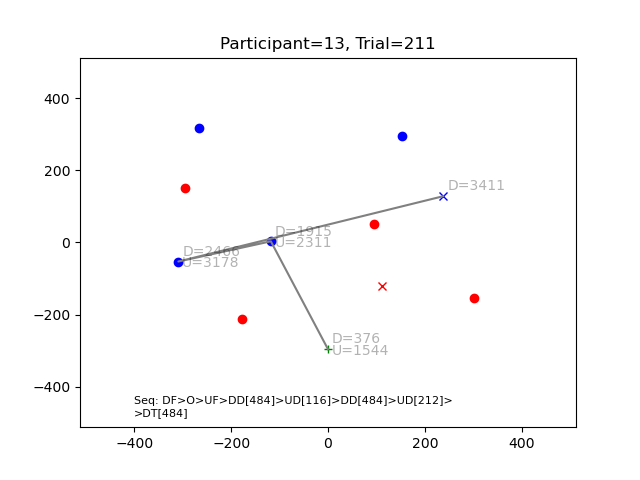 Participant=13, Trial=211
400
200
0
−200
−400
−400
−200
0
200
400
D=3411
D=1915
U=2311
D=2466
U=3178
D=376
U=1544
Seq: DF>O>UF>DD[484]>UD[116]>DD[484]>UD[212]>
>DT[484]